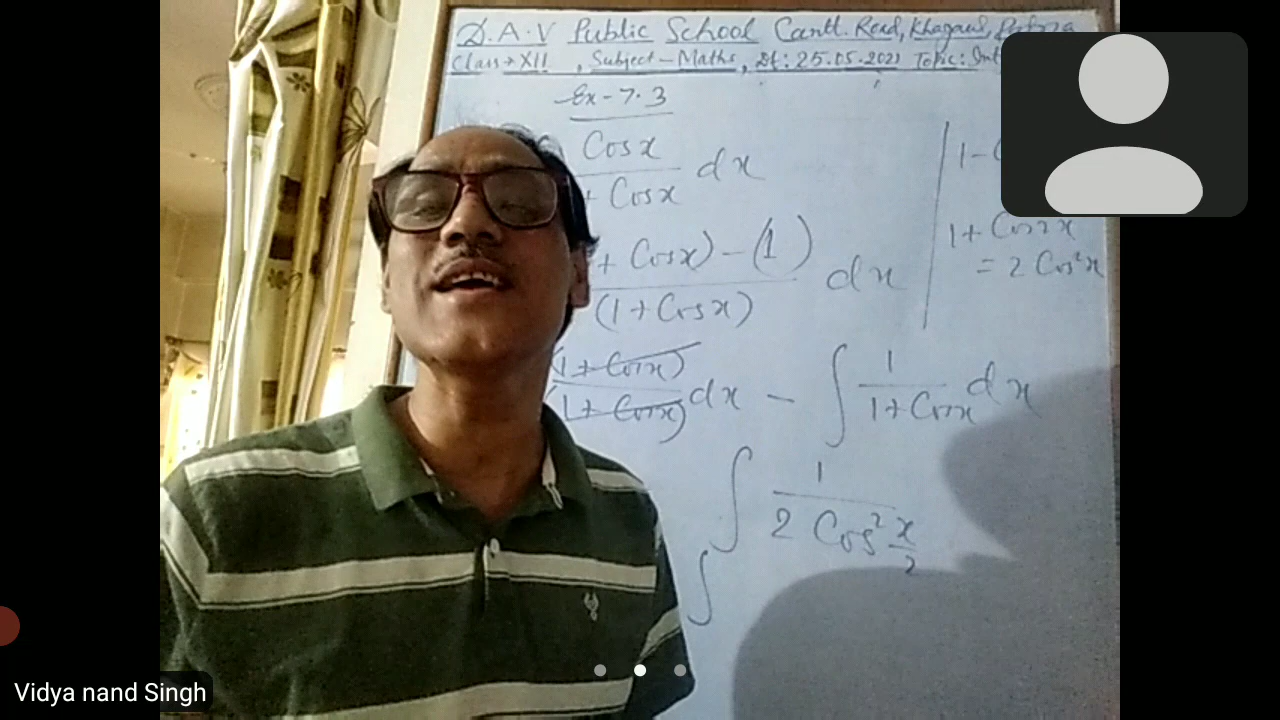 D.A.V Public School Cantt. Road, Khagaul, Patna
Class → XII , Subject - Maths, Dt: 25.05.2021 Topic: Int
Ex - 7.3
Cos x
+ Cos x
dx
+ Cos x) - (1)
(1 + Cos x)
dx
(1 + Cos x)
(1 + Cos x)
dx - ∫ 1
1 + Cos x
dx
∫ 1
2 Cos² x/2
∫
1 -
1 + Cos 2x
= 2 Cos² x
Vidya nand Singh